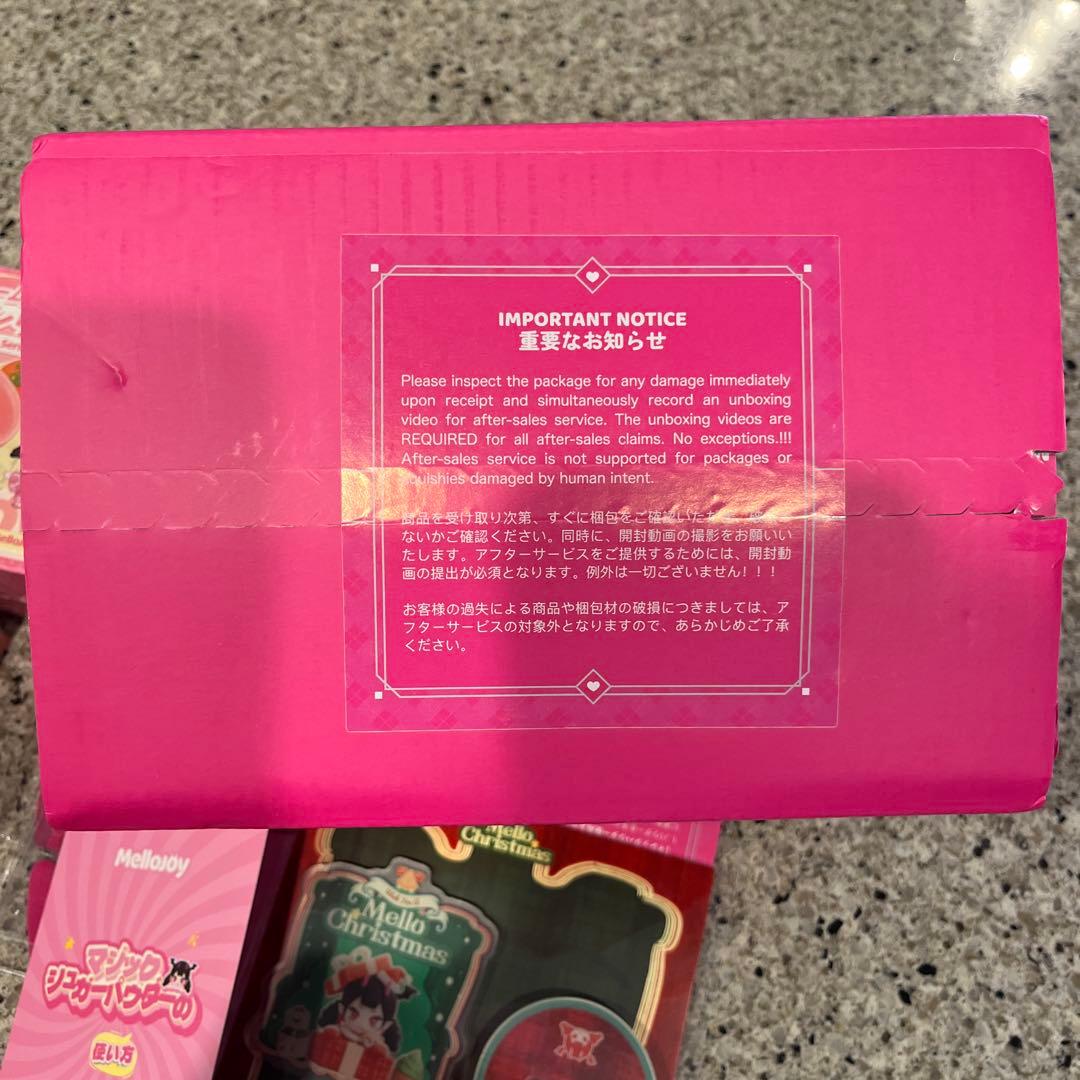 IMPORTANT NOTICE
重要なお知らせ
Please inspect the package for any damage immediately
upon receipt and simultaneously record an unboxing
video for after-sales service. The unboxing videos are
REQUIRED for all after-sales claims. No exceptions.!!!
After-sales service is not supported for packages or
squishies damaged by human intent.
商品を受け取り次第、すぐに梱包をご確認いただき、
ないかご確認ください。同時に、開封動画の撮影をお願いい
たします。アフターサービスをご提供するためには、開封動
画の提出が必須となります。例外は一切ございません！！！
お客様の過失による商品や梱包材の破損につきましては、ア
フターサービスの対象外となりますので、あらかじめご了承
ください。
MelloJoy
マジック
シュガーパウダーの
使い方
Mello
Christmas
Mello
Christmas